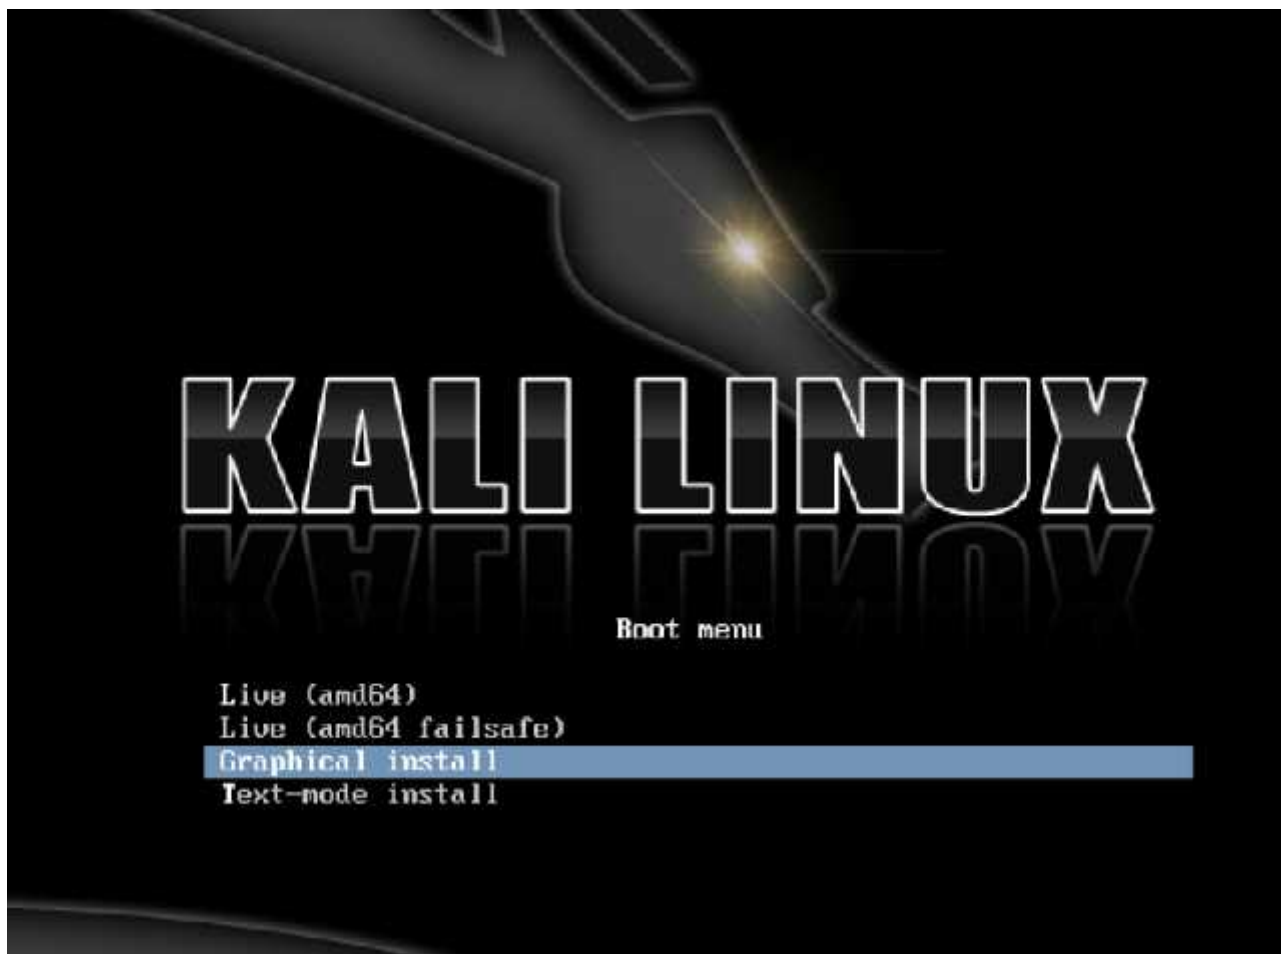 KALI LINUX
Boot menu
Live (amd64)
Live (amd64 failsafe)
Graphical install
Text-mode install